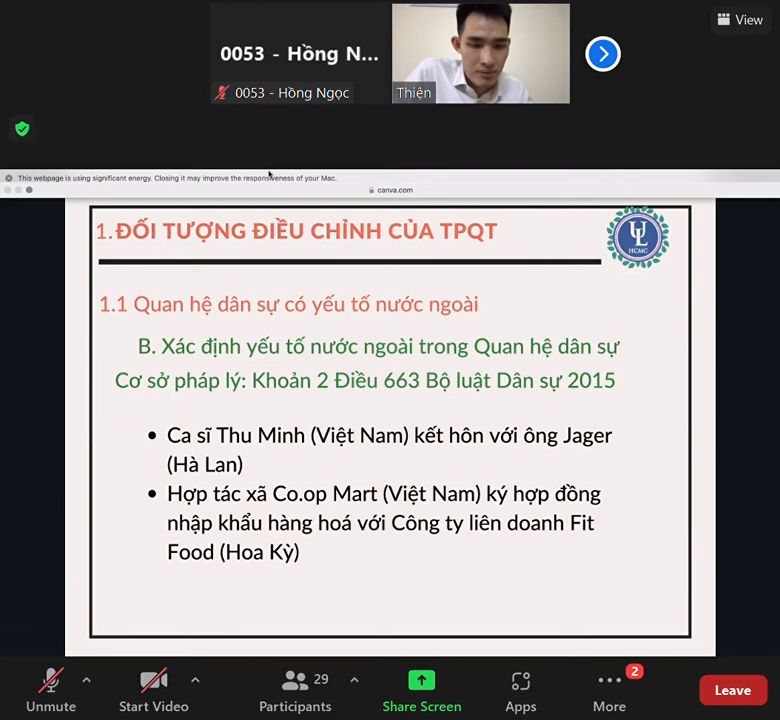 View
0053 - Hồng N...
0053 - Hồng Ngọc
Thiện
This webpage is using significant energy. Closing it may improve the responsiveness of your Mac.
canva.com
1.ĐỐI TƯỢNG ĐIỀU CHỈNH CỦA TPQT
UL
HCMC
1.1 Quan hệ dân sự có yếu tố nước ngoài
B. Xác định yếu tố nước ngoài trong Quan hệ dân sự
Cơ sở pháp lý: Khoản 2 Điều 663 Bộ luật Dân sự 2015
• Ca sĩ Thu Minh (Việt Nam) kết hôn với ông Jager
(Hà Lan)
• Hợp tác xã Co.op Mart (Việt Nam) ký hợp đồng
nhập khẩu hàng hoá với Công ty liên doanh Fit
Food (Hoa Kỳ)
29
2
Unmute
Start Video
Participants
Share Screen
Apps
More
Leave